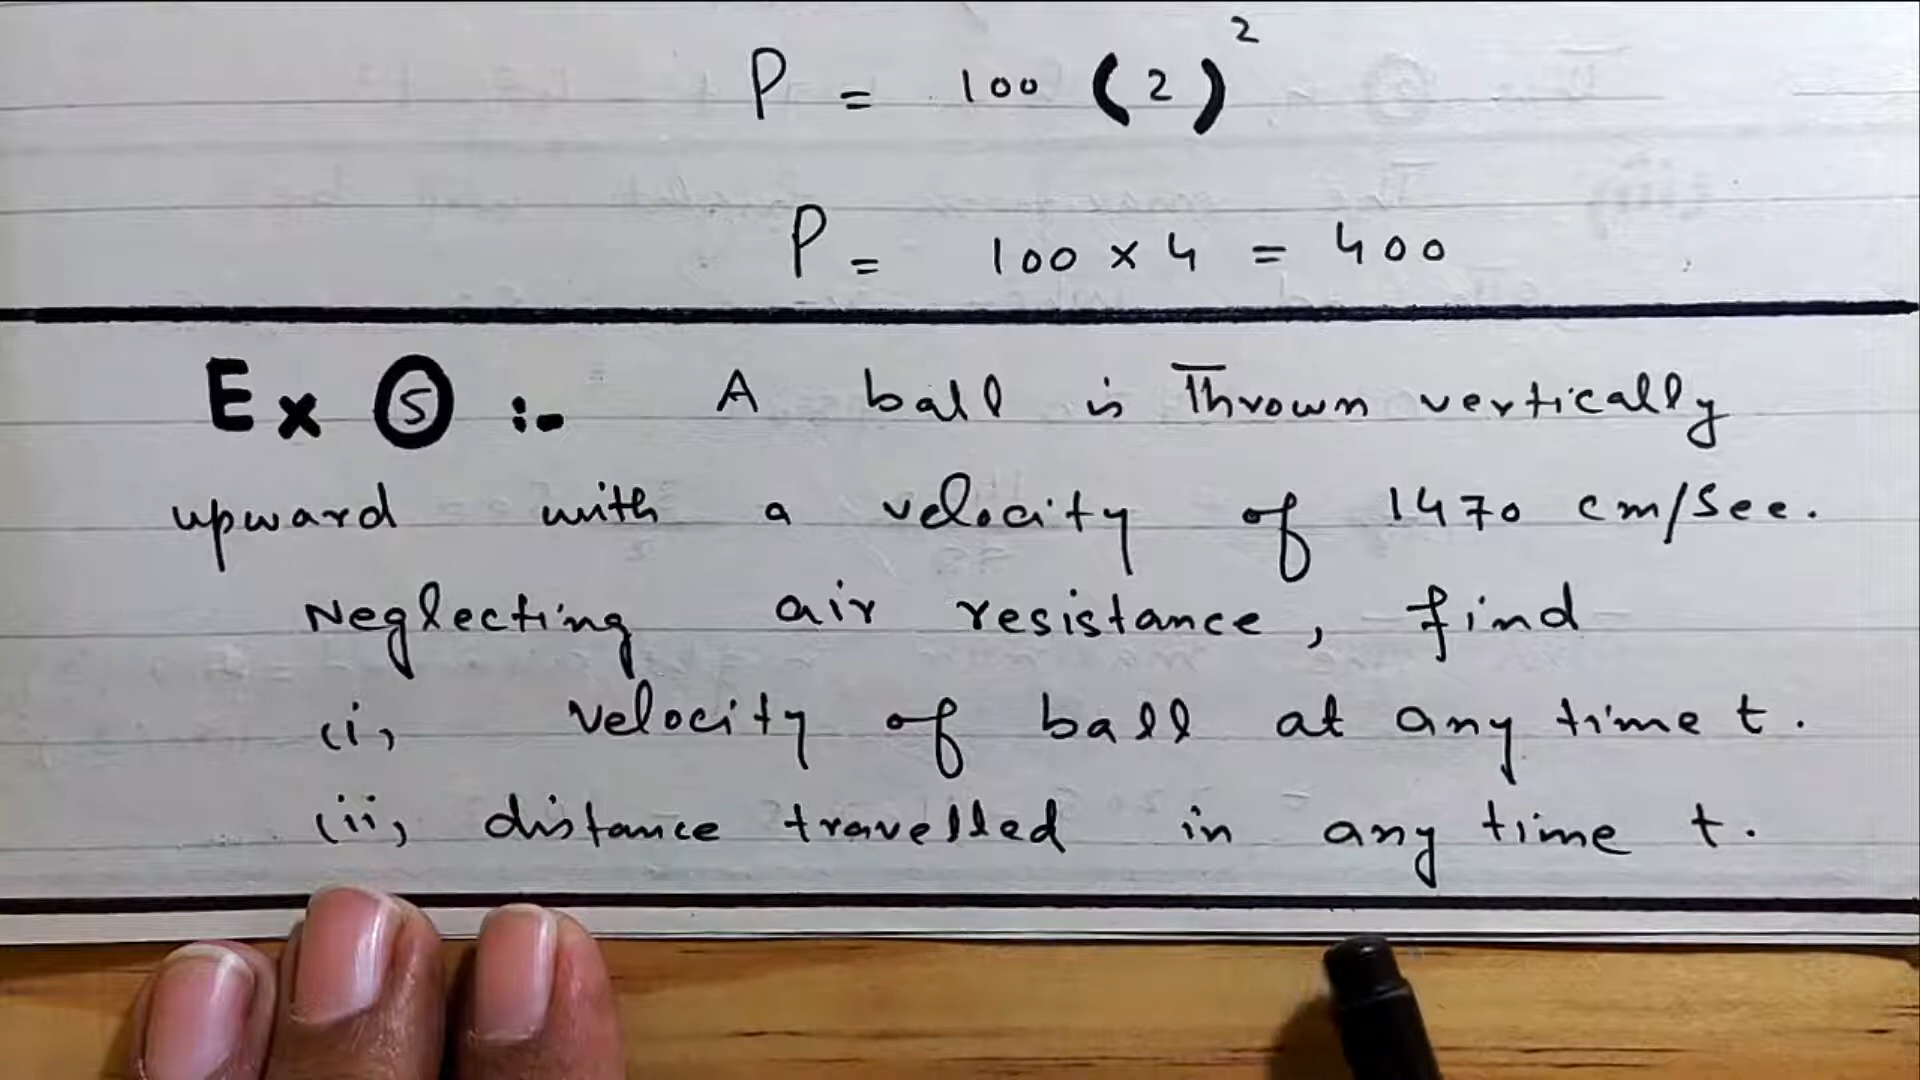 P = 100 (2)²
P = 100 × 4 = 400
Ex 5 :- A ball is Thrown vertically
upward with a velocity of 1470 cm/sec.
Neglecting air resistance, find
(i) velocity of ball at any time t.
(ii) distance travelled in any time t.